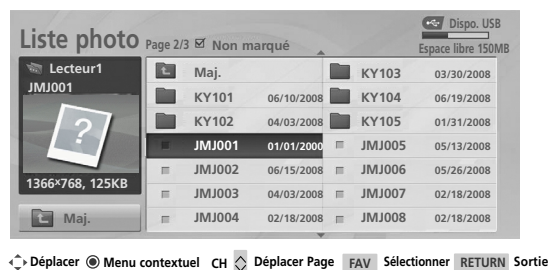 Dispo. USB
Liste photo Page 2/3 Non marqué Espace libre 150MB
Lecteur1
JMJ001
1366×768, 125KB
Maj.
Maj.
KY101 06/10/2008
KY102 04/03/2008
JMJ001 01/01/2000
JMJ002 06/15/2008
JMJ003 04/03/2008
JMJ004 02/18/2008
KY103 03/30/2008
KY104 06/19/2008
KY105 01/31/2008
JMJ005 05/13/2008
JMJ006 05/26/2008
JMJ007 02/18/2008
JMJ008 02/18/2008
Déplacer Menu contextuel CH Déplacer Page FAV Sélectionner RETURN Sortie